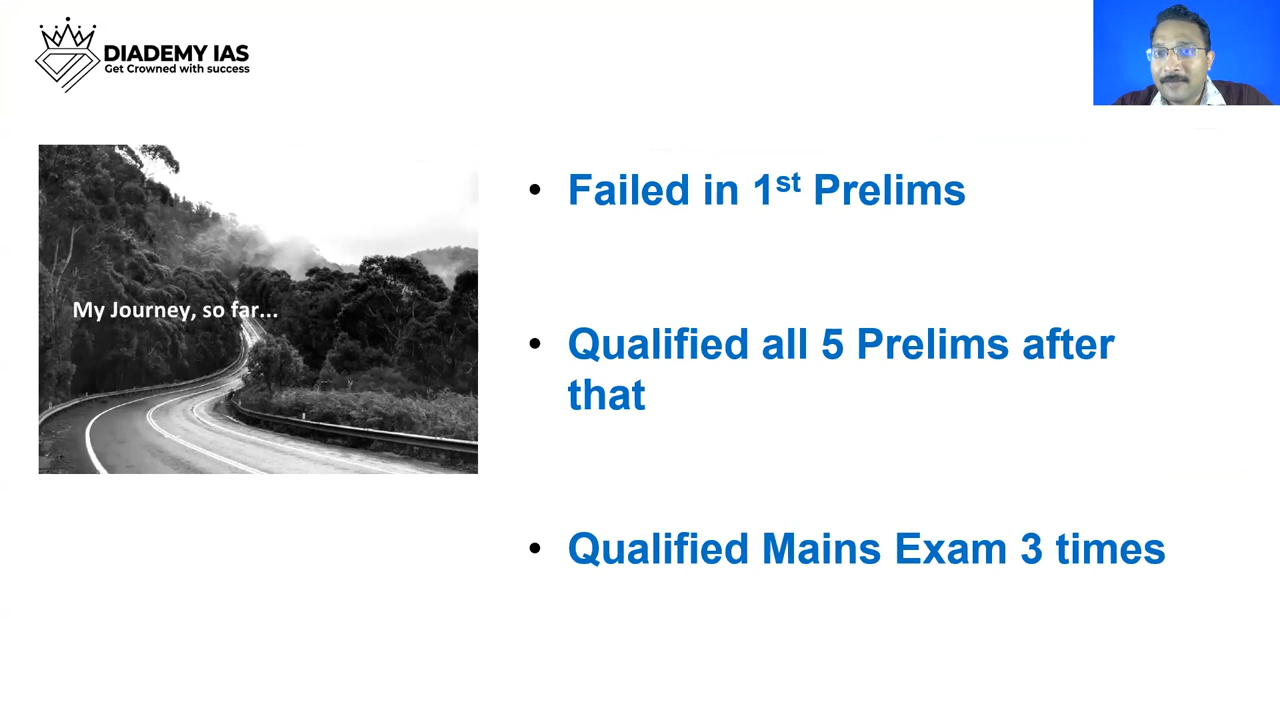 DIADEMY IAS
Get Crowned with success
My Journey, so far...
• Failed in 1st Prelims
• Qualified all 5 Prelims after
that
• Qualified Mains Exam 3 times